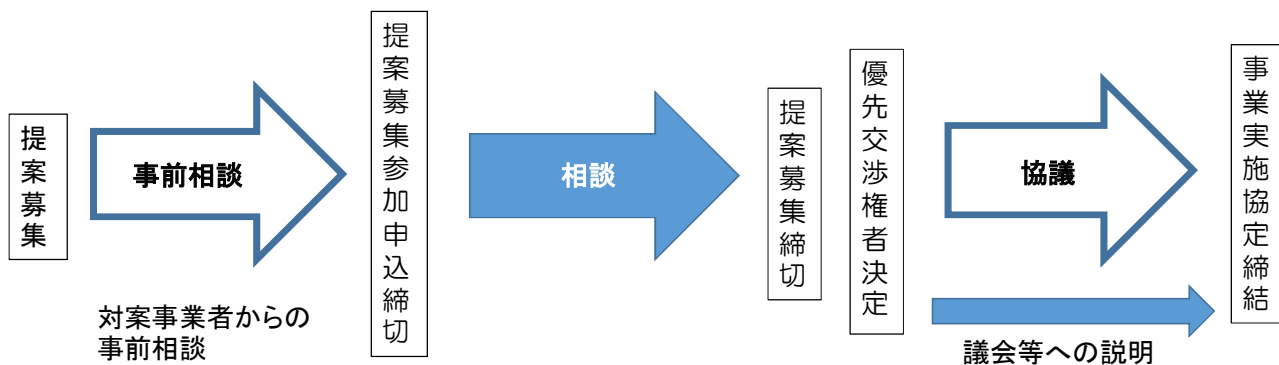 提案募集
事前相談
対案事業者からの
事前相談
提案募集参加申込締切
相談
提案募集締切
優先交渉権者決定
協議
議会等への説明
事業実施協定締結